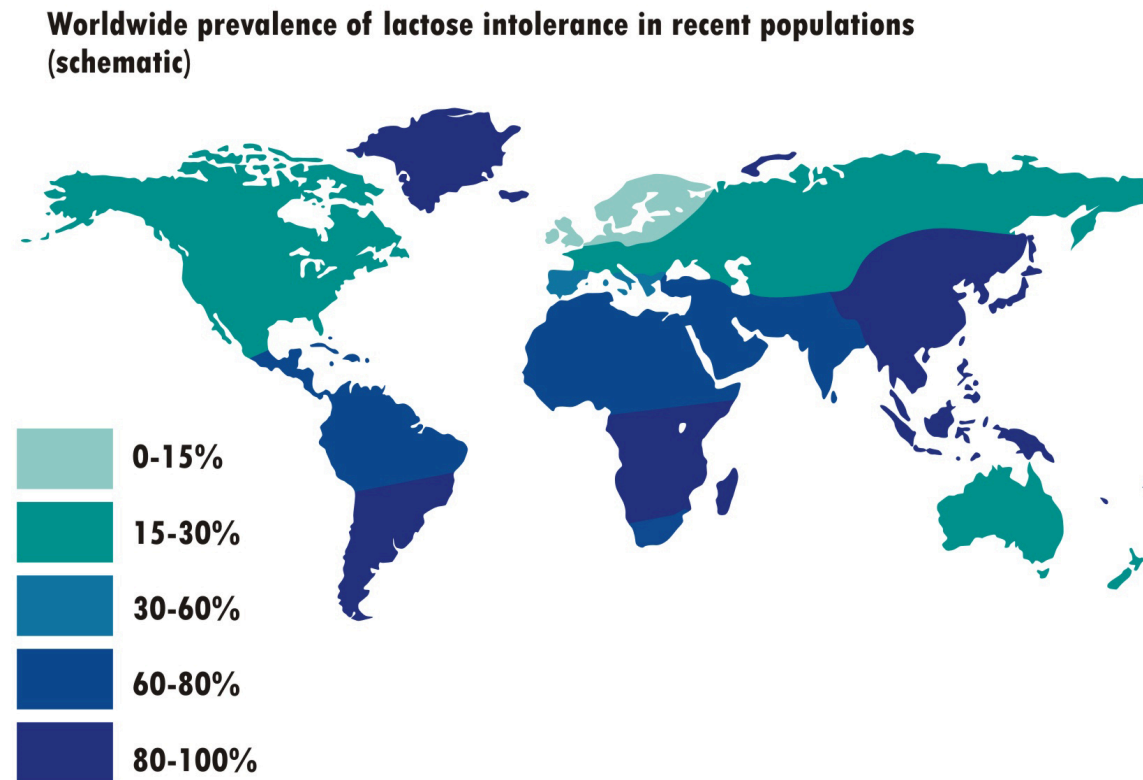 Worldwide prevalence of lactose intolerance in recent populations
(schematic)
0-15%
15-30%
30-60%
60-80%
80-100%